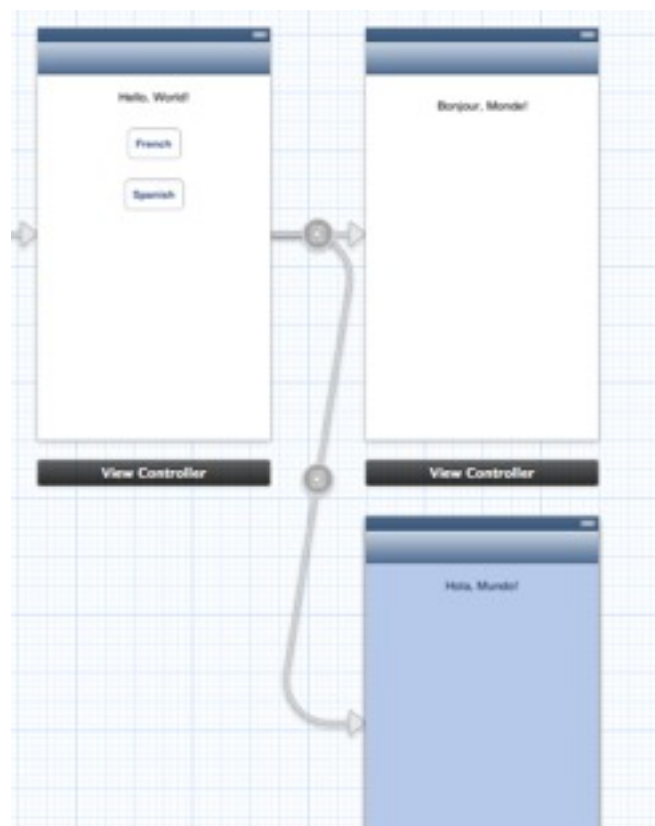 Hello, World!
French
Spanish
View Controller
Bonjour, Monde!
View Controller
Hola, Mundo!